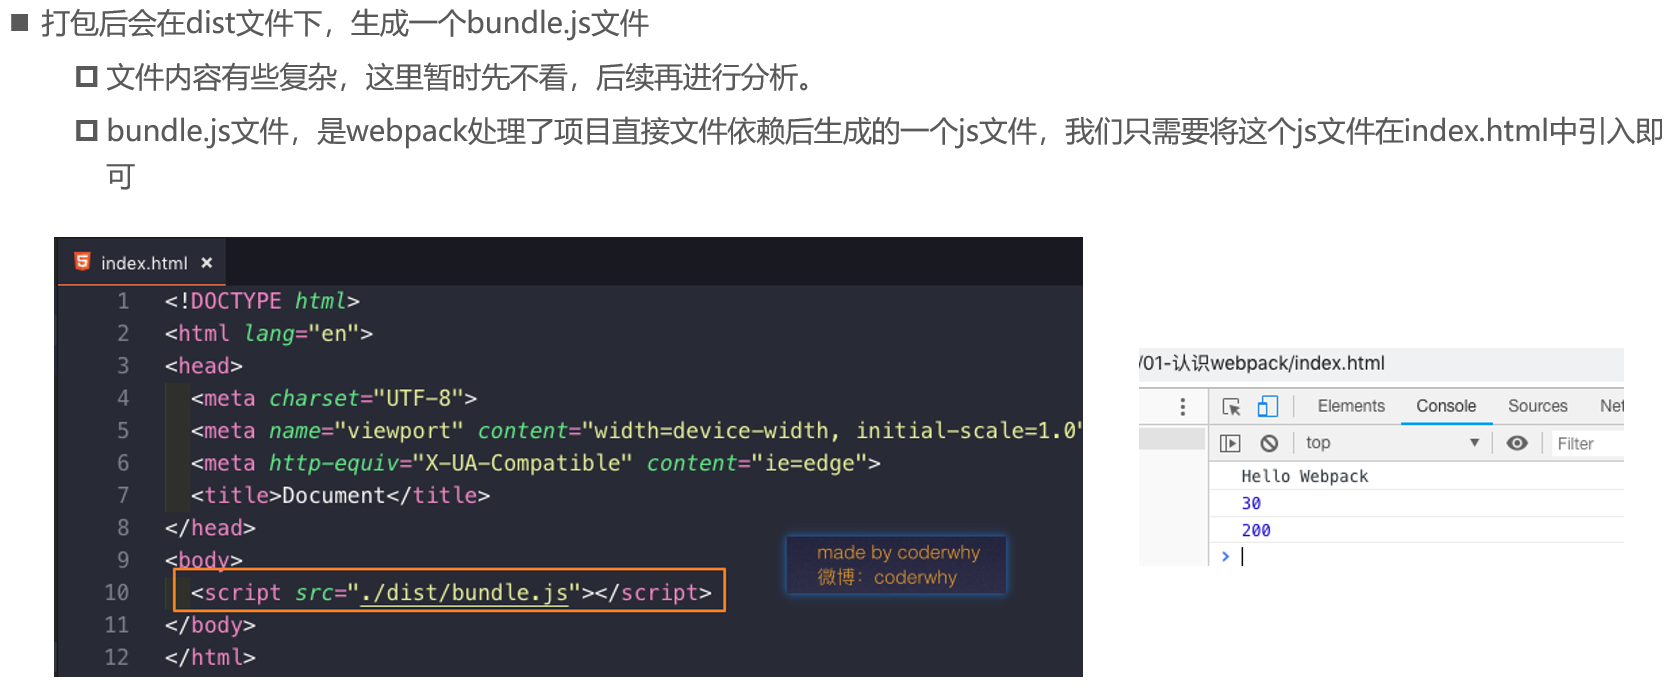 打包后会在dist文件下，生成一个bundle.js文件
文件内容有些复杂，这里暂时先不看，后续再进行分析。
bundle.js文件，是webpack处理了项目直接文件依赖后生成的一个js文件，我们只需要将这个js文件在index.html中引入即
可
index.html ×
1 <!DOCTYPE html>
2 <html lang="en">
3 <head>
4 <meta charset="UTF-8">
5 <meta name="viewport" content="width=device-width, initial-scale=1.0"
6 <meta http-equiv="X-UA-Compatible" content="ie=edge">
7 <title>Document</title>
8 </head>
9 <body>
10 <script src="./dist/bundle.js"></script>
11 </body>
12 </html>
made by coderwhy
微博：coderwhy
/01-认识webpack/index.html
Elements Console Sources Net
top Filter
Hello Webpack
30
200
>